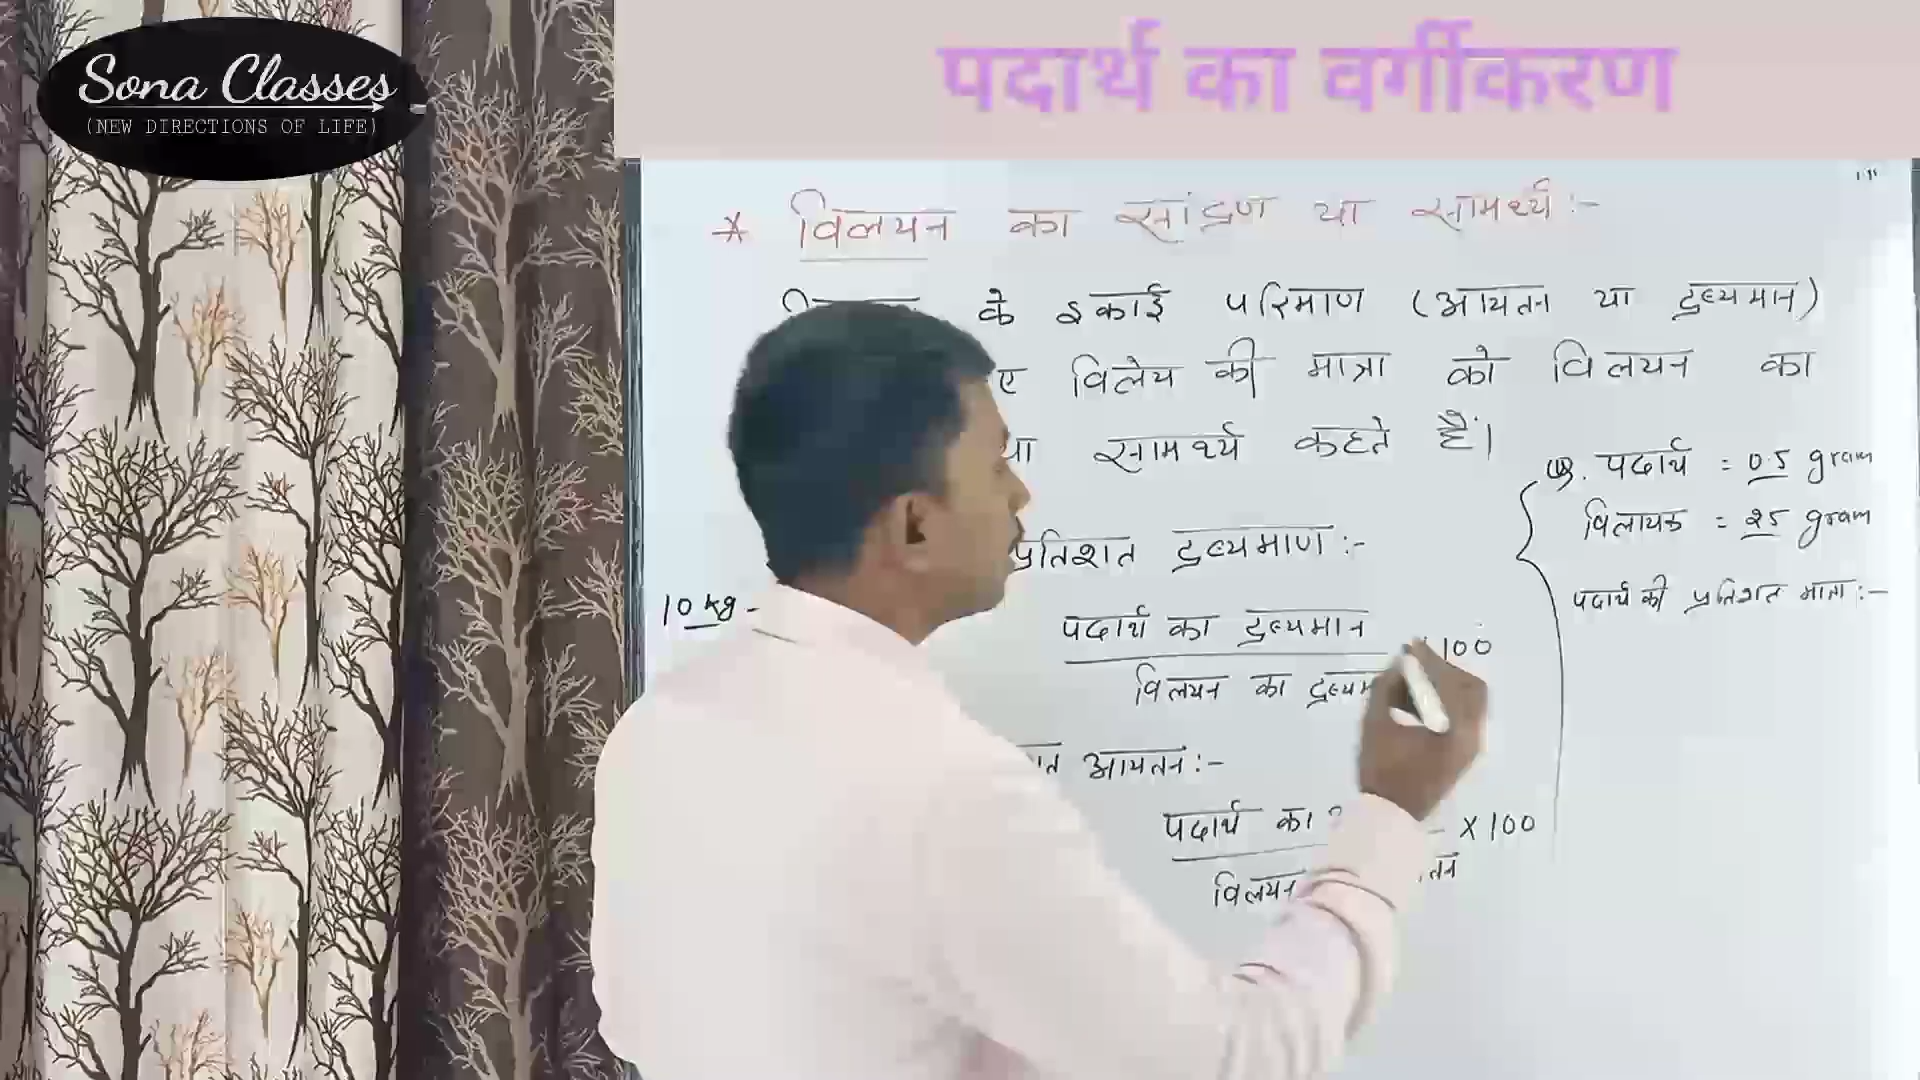 Sona Classes
(NEW DIRECTIONS OF LIFE)
पदार्थ का वर्गीकरण
* विलयन का सांद्रण या सामर्थ्य :-
के इकाई परिमाण (आयतन या द्रव्यमान)
विलेय की मात्रा को विलयन का
सामर्थ्य कहते हैं।
प्रतिशत द्रव्यमाण :-
10 kg -
पदार्थ का द्रव्यमान
100
विलयन का
आयतन :-
पदार्थ का
x 100
विलयन
Q. पदार्थ = 0.5 gram
विलायक = 25 gram
पदार्थ की प्रतिशत मात्रा :-